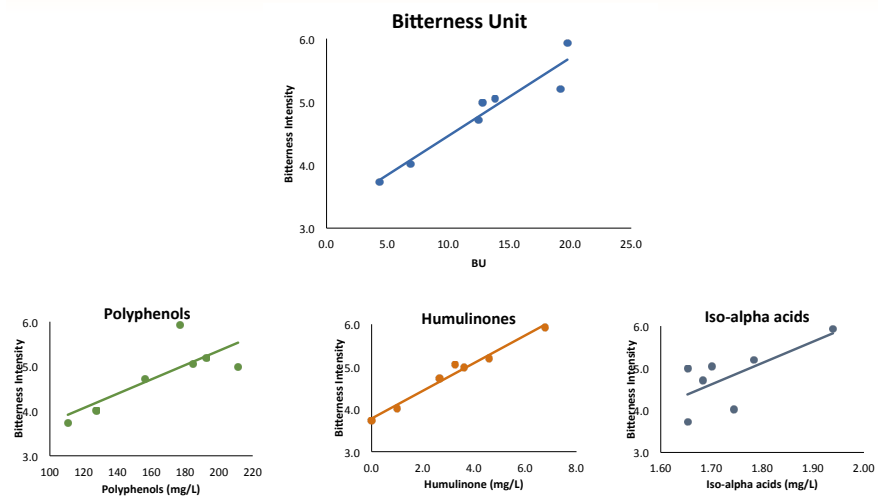 Bitterness Unit
6.0
5.0
4.0
3.0
Bitterness Intensity
0.0 5.0 10.0 15.0 20.0 25.0
BU
Polyphenols
6.0
5.0
4.0
3.0
Bitterness Intensity
100 120 140 160 180 200 220
Polyphenols (mg/L)
Humulinones
6.0
5.0
4.0
3.0
Bitterness Intensity
0.0 2.0 4.0 6.0 8.0
Humulinone (mg/L)
Iso-alpha acids
6.0
5.0
4.0
3.0
Bitterness Intensity
1.60 1.70 1.80 1.90 2.00
Iso-alpha acids (mg/L)